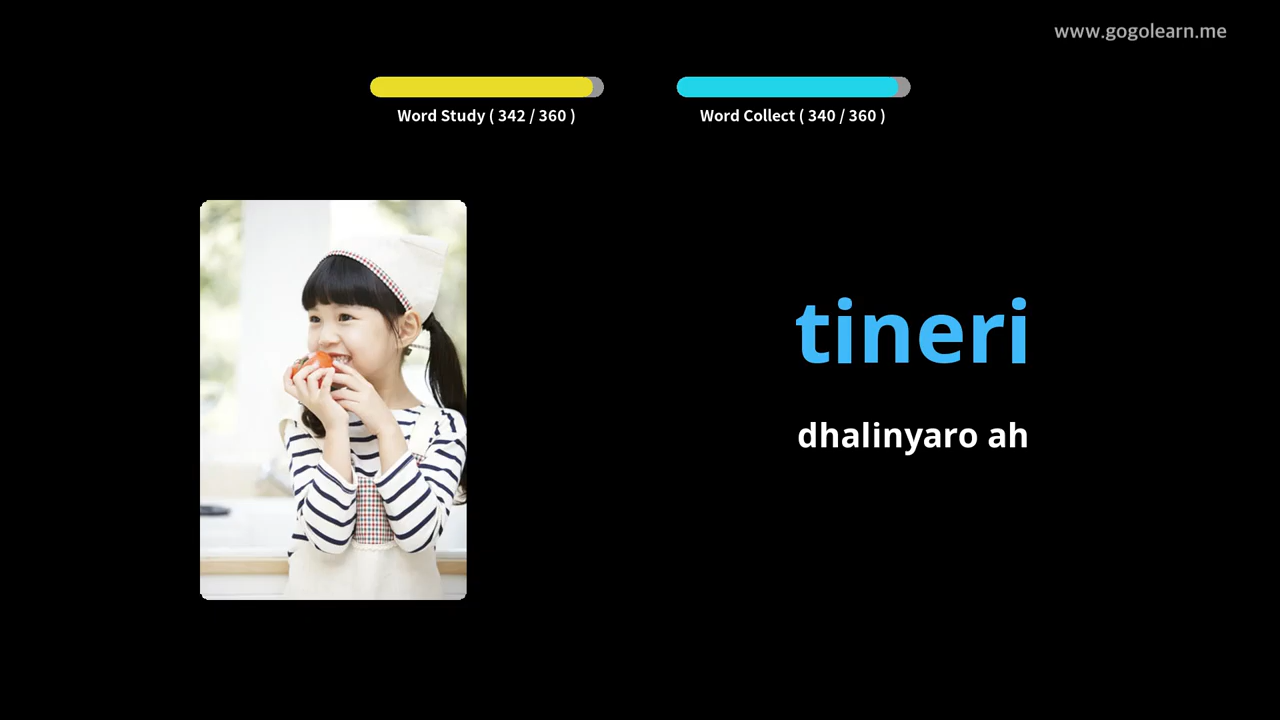 www.gogolearn.me
Word Study ( 342 / 360 )
Word Collect ( 340 / 360 )
tineri
dhalinyaro ah